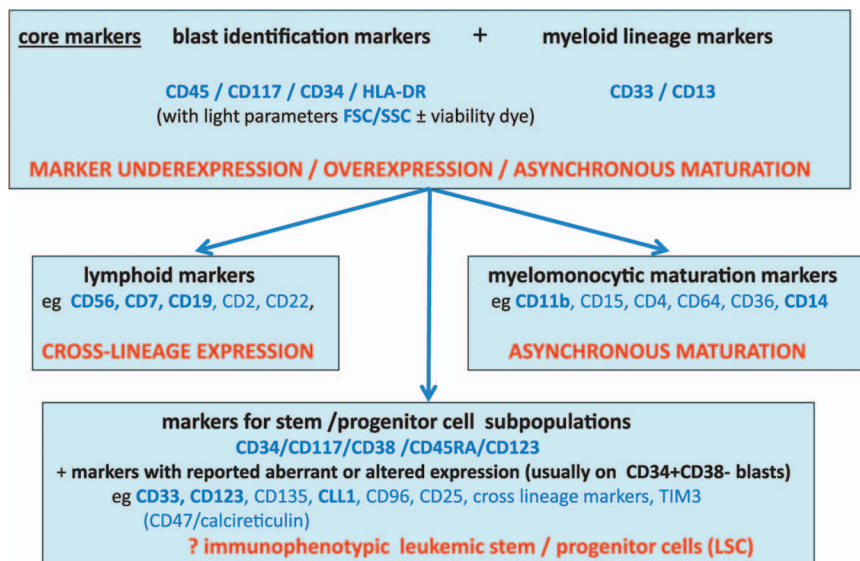 core markers blast identification markers + myeloid lineage markers
CD45 / CD117 / CD34 / HLA-DR CD33 / CD13
(with light parameters FSC/SSC ± viability dye)
MARKER UNDEREXPRESSION / OVEREXPRESSION / ASYNCHRONOUS MATURATION
lymphoid markers
eg CD56, CD7, CD19, CD2, CD22,
CROSS-LINEAGE EXPRESSION
myelomonocytic maturation markers
eg CD11b, CD15, CD4, CD64, CD36, CD14
ASYNCHRONOUS MATURATION
markers for stem /progenitor cell subpopulations
CD34/CD117/CD38 /CD45RA/CD123
+ markers with reported aberrant or altered expression (usually on CD34+CD38- blasts)
eg CD33, CD123, CD135, CLL1, CD96, CD25, cross lineage markers, TIM3
(CD47/calcireticulin)
? immunophenotypic leukemic stem / progenitor cells (LSC)